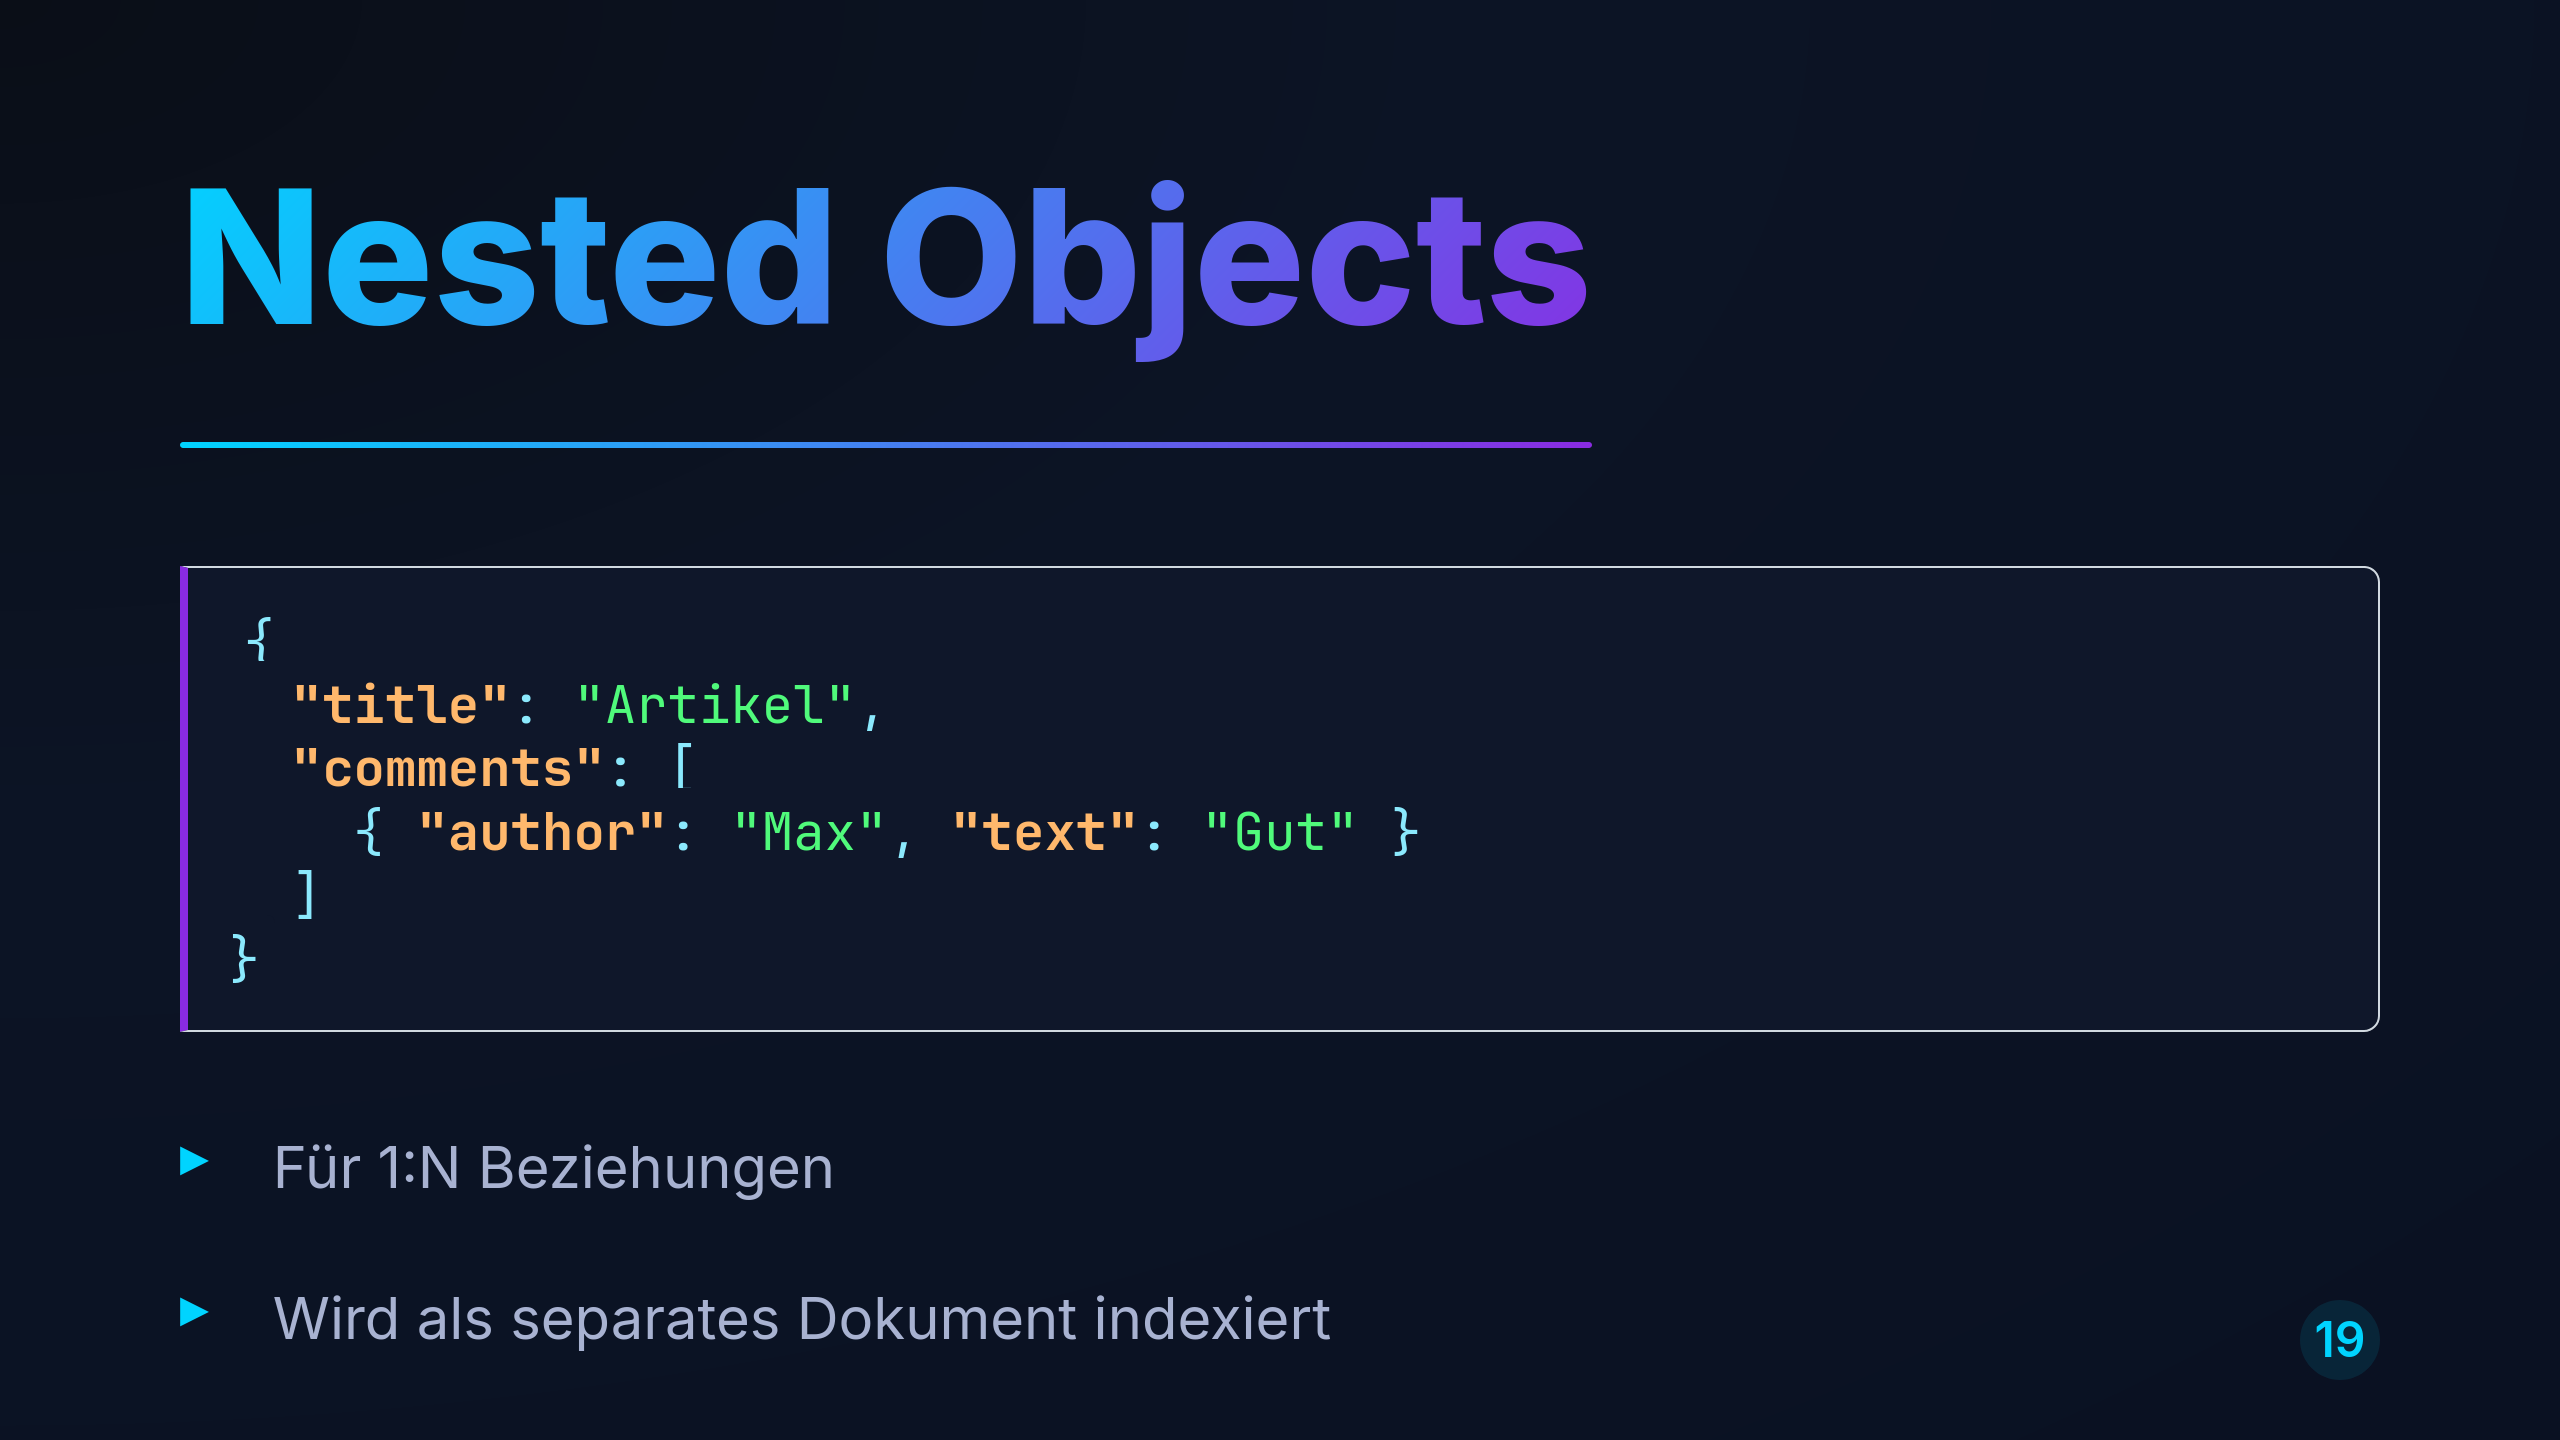 Nested Objects
{
"title": "Artikel",
"comments": [
{ "author": "Max", "text": "Gut" }
]
}
▶ Für 1:N Beziehungen
▶ Wird als separates Dokument indexiert
19